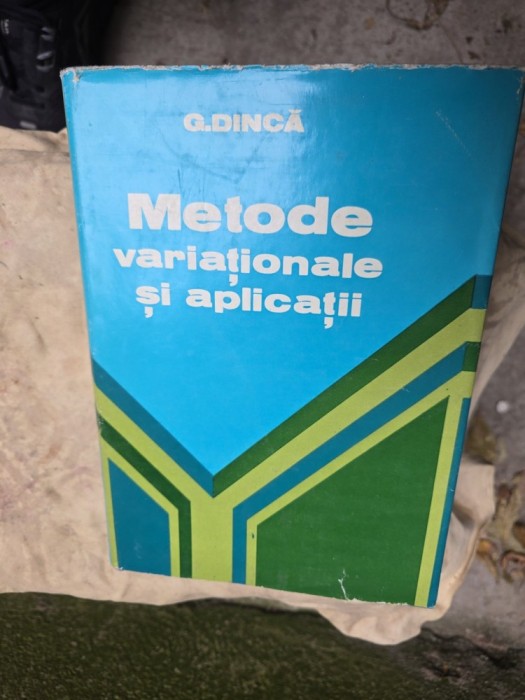 G.DINCĂ
Metode
variaționale
și aplicații